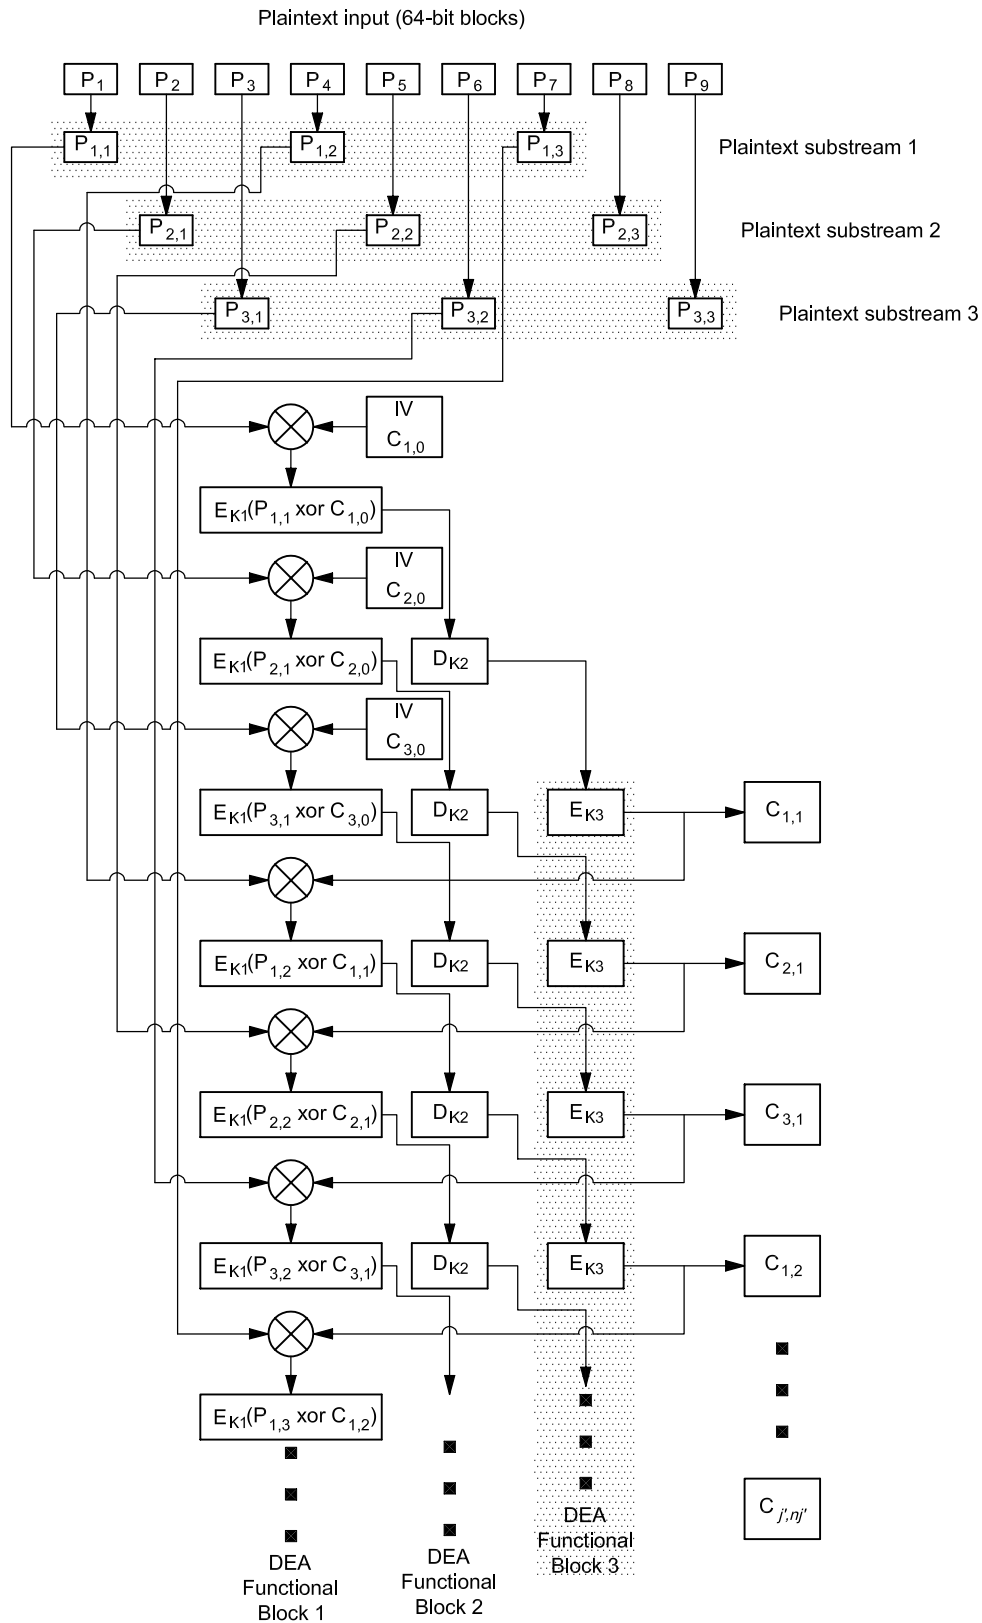 Plaintext input (64-bit blocks)
P1 P2 P3 P4 P5 P6 P7 P8 P9
P1,1 P1,2 P1,3 Plaintext substream 1
P2,1 P2,2 P2,3 Plaintext substream 2
P3,1 P3,2 P3,3 Plaintext substream 3
IV
C1,0
EK1(P1,1 xor C1,0)
IV
C2,0
EK1(P2,1 xor C2,0) DK2
IV
C3,0
EK1(P3,1 xor C3,0) DK2 EK3 C1,1
EK1(P1,2 xor C1,1) DK2 EK3 C2,1
EK1(P2,2 xor C2,1) DK2 EK3 C3,1
EK1(P3,2 xor C3,1) DK2 EK3 C1,2
EK1(P1,3 xor C1,2)
Cj',nj'
DEA
Functional
Block 1
DEA
Functional
Block 2
DEA
Functional
Block 3